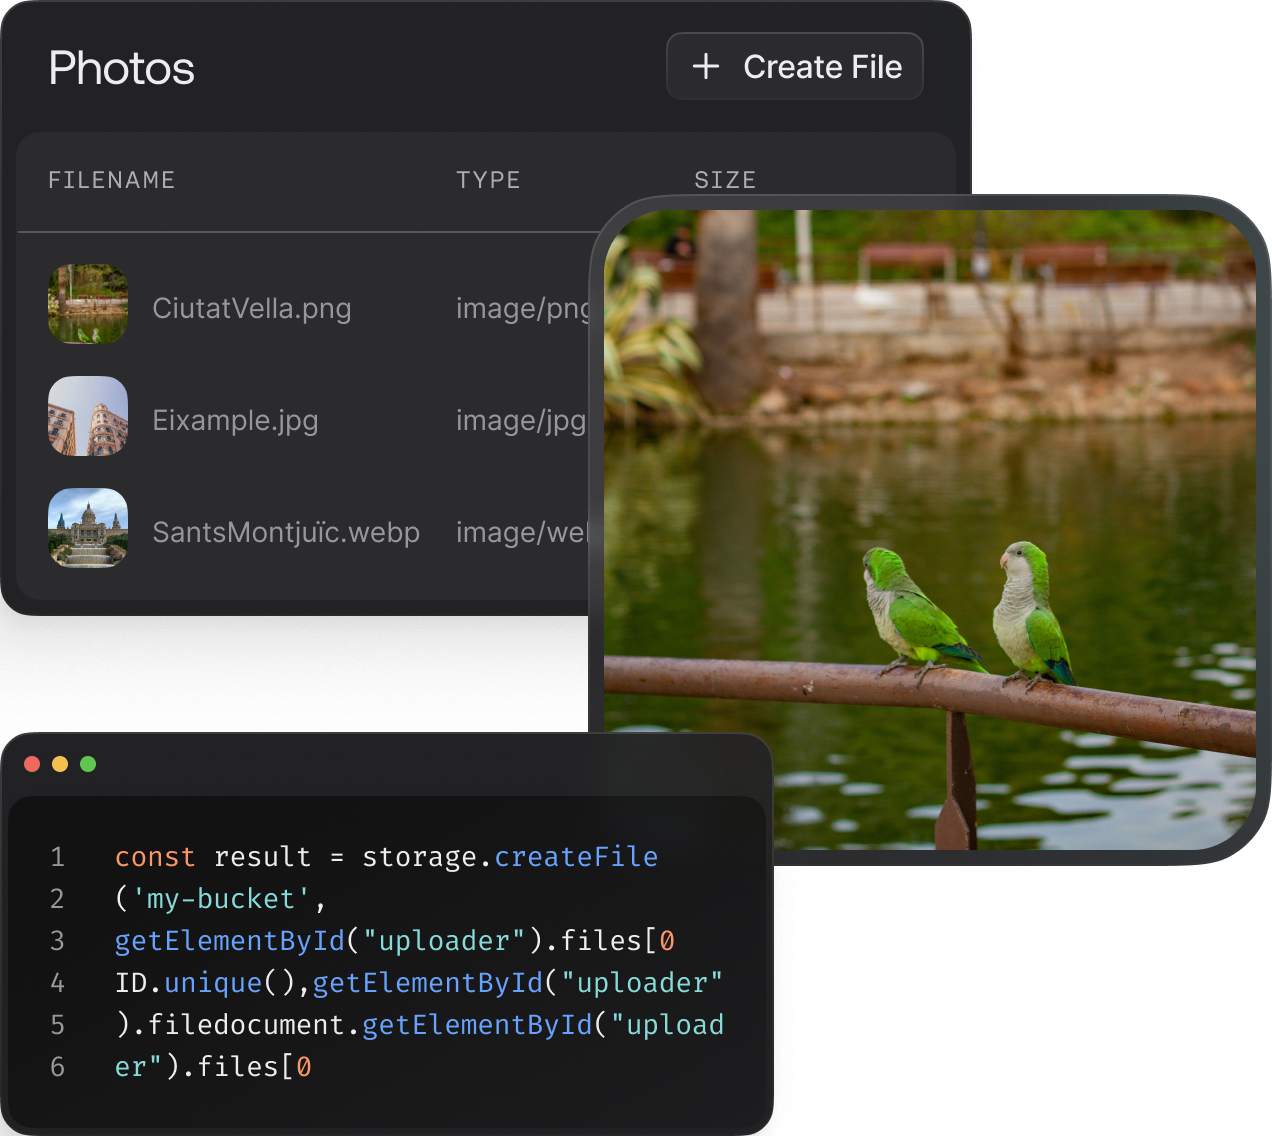 Photos
+ Create File
FILENAME TYPE SIZE
CiutatVella.png image/png
Eixample.jpg image/jpg
SantsMontjuïc.webp image/we
1 const result = storage.createFile
2 ('my-bucket',
3 getElementById("uploader").files[0
4 ID.unique(),getElementById("uploader"
5 ).filedocument.getElementById("upload
6 er").files[0